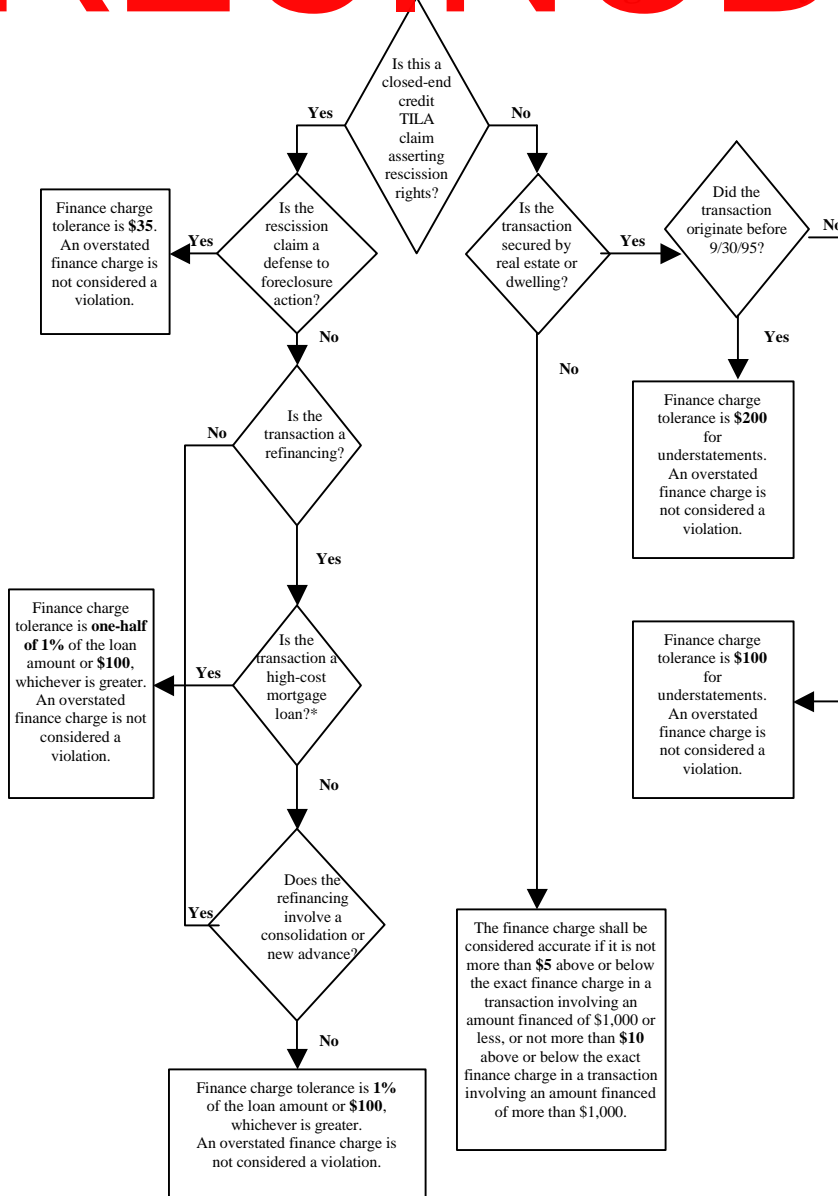 Is this a
closed-end
credit
TILA
claim
asserting
rescission
rights?
Yes
No
Is the
rescission
claim a
defense to
foreclosure
action?
Yes
Finance charge
tolerance is $35.
An overstated
finance charge is
not considered a
violation.
No
Is the
transaction
secured by
real estate or
dwelling?
Yes
Did the
transaction
originate before
9/30/95?
No
Yes
Finance charge
tolerance is $200
for
understatements.
An overstated
finance charge is
not considered a
violation.
No
Is the
transaction a
refinancing?
No
Yes
Is the
transaction a
high-cost
mortgage
loan?*
Yes
Finance charge
tolerance is one-half
of 1% of the loan
amount or $100,
whichever is greater.
An overstated
finance charge is not
considered a
violation.
Finance charge
tolerance is $100
for
understatements.
An overstated
finance charge is
not considered a
violation.
No
Does the
refinancing
involve a
consolidation or
new advance?
Yes
No
The finance charge shall be
considered accurate if it is not
more than $5 above or below
the exact finance charge in a
transaction involving an
amount financed of $1,000 or
less, or not more than $10
above or below the exact
finance charge in a transaction
involving an amount financed
of more than $1,000.
Finance charge tolerance is 1%
of the loan amount or $100,
whichever is greater.
An overstated finance charge is
not considered a violation.